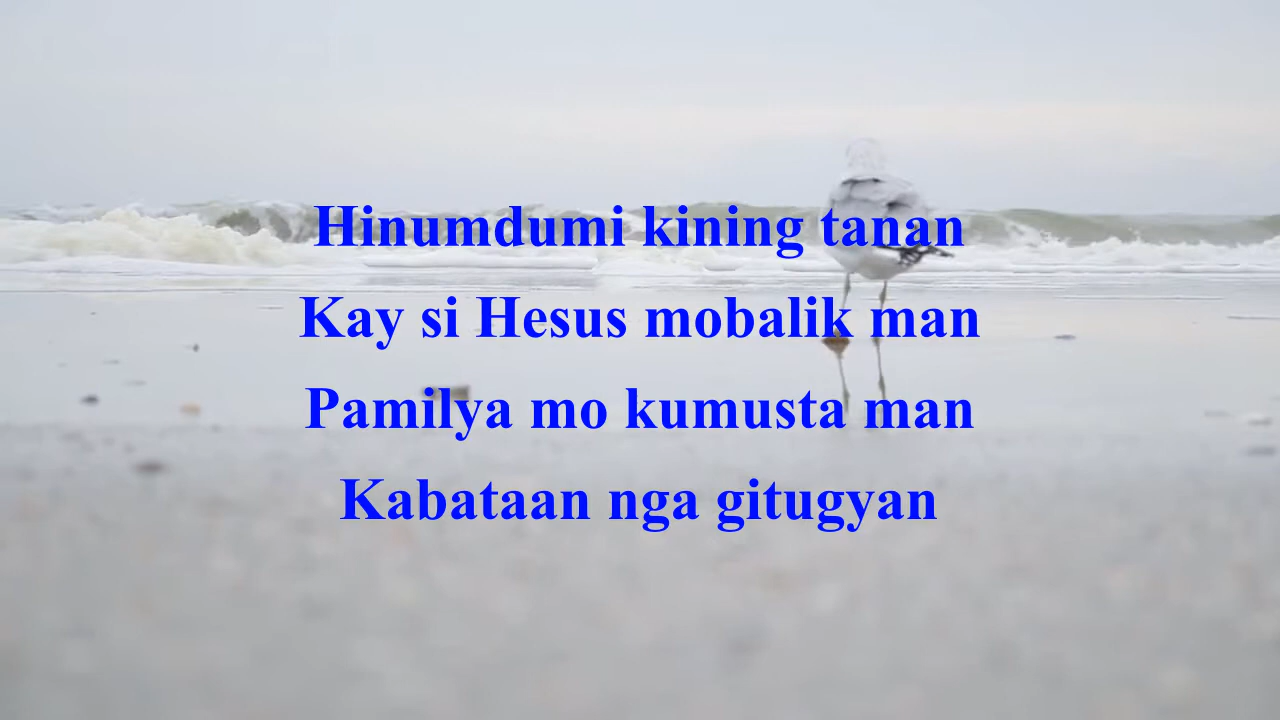 Hinumdumi kining tanan
Kay si Hesus mobalik man
Pamilya mo kumusta man
Kabataan nga gitugyan